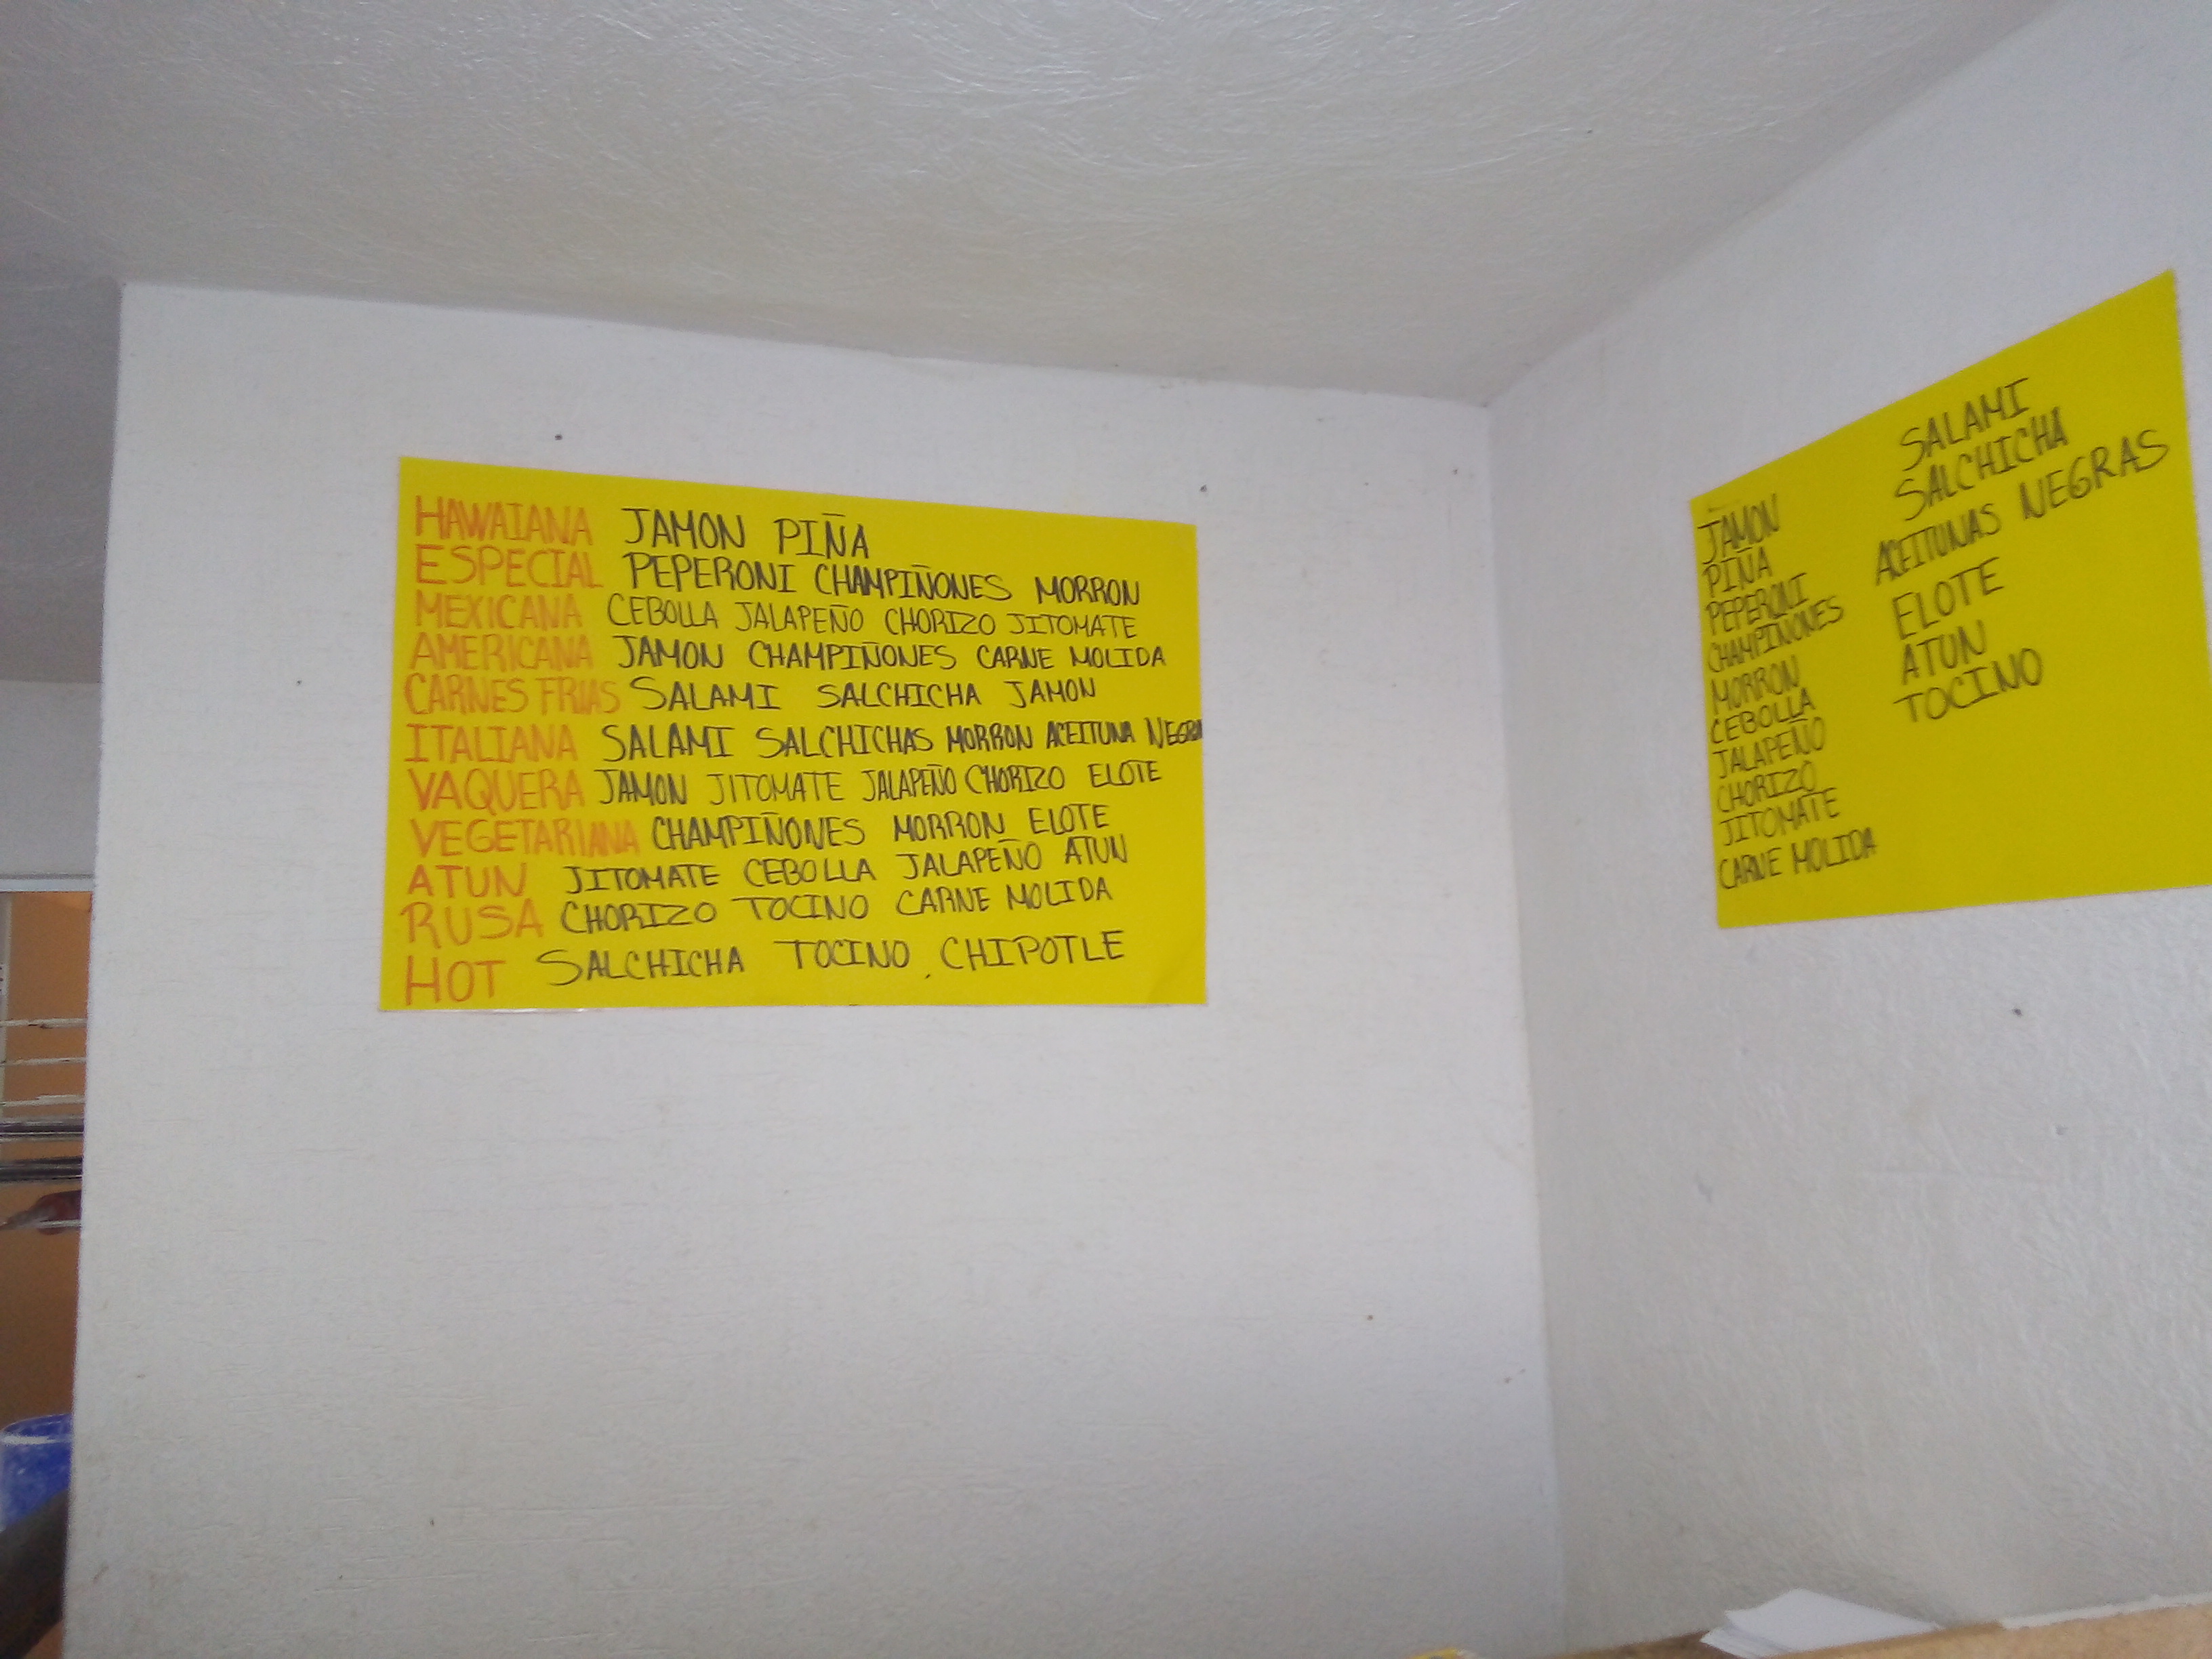 HAWAIANA JAMON PIÑA
ESPECIAL PEPERONI CHAMPIÑONES MORRON
MEXICANA CEBOLLA JALAPEÑO CHORIZO JITOMATE
AMERICANA JAMON CHAMPIÑONES CARNE MOLIDA
CARNES FRIAS SALAMI SALCHICHA JAMON
ITALIANA SALAMI SALCHICHAS MORRON ACEITUNA NEGRA
VAQUERA JAMON JITOMATE JALAPEÑO CHORIZO ELOTE
VEGETARIANA CHAMPIÑONES MORRON ELOTE
ATUN JITOMATE CEBOLLA JALAPEÑO ATUN
RUSA CHORIZO TOCINO CARNE MOLIDA
HOT SALCHICHA TOCINO CHIPOTLE
JAMON
PIÑA
PEPERONI
CHAMPIÑONES
MORRON
CEBOLLA
JALAPEÑO
CHORIZO
JITOMATE
CARNE MOLIDA
SALAMI
SALCHICHA
ACEITUNAS NEGRAS
ELOTE
ATUN
TOCINO